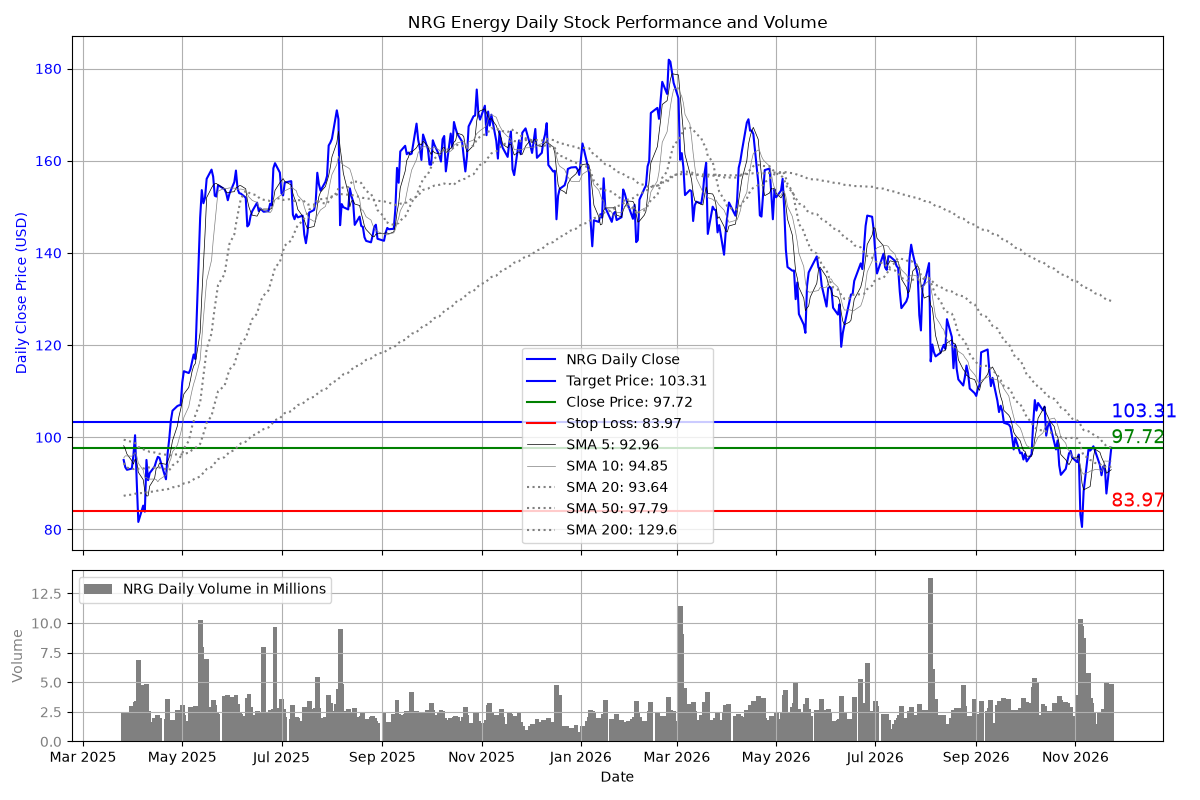 NRG Energy Daily Stock Performance and Volume
Daily Close Price (USD)
180
160
140
120
100
80
NRG Daily Close
Target Price: 103.31
Close Price: 97.72
Stop Loss: 83.97
SMA 5: 92.96
SMA 10: 94.85
SMA 20: 93.64
SMA 50: 97.79
SMA 200: 129.6
103.31
97.72
83.97
NRG Daily Volume in Millions
Volume
12.5
10.0
7.5
5.0
2.5
0.0
Mar 2025 May 2025 Jul 2025 Sep 2025 Nov 2025 Jan 2026 Mar 2026 May 2026 Jul 2026 Sep 2026 Nov 2026
Date